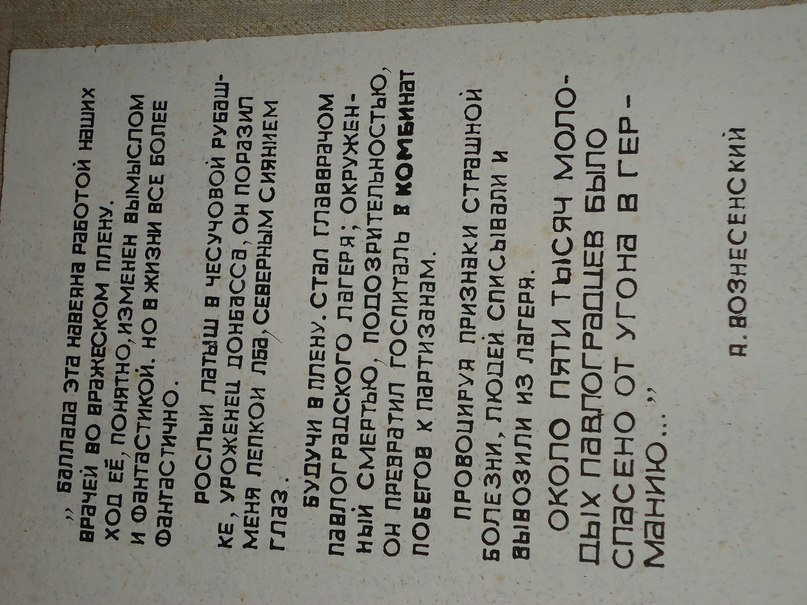 „ Баллада эта навеяна работой наших
врачей во вражеском плену.
Ход её, понятно, изменен вымыслом
и фантастикой. Но в жизни все более
фантастично.
Рослый латыш в чесучовой рубаш-
ке, уроженец Донбасса, он поразил
меня лепкой лба, северным сиянием
глаз.
Будучи в плену. Стал главврачом
павлоградского лагеря; окружен-
ный смертью, подозрительностью,
он превратил госпиталь в комбинат
побегов к партизанам.
Провоцируя признаки страшной
болезни, людей списывали и
вывозили из лагеря.
Около пяти тысяч моло-
дых павлоградцев было
спасено от угона в Гер-
манию...„
А. ВОЗНЕСЕНСКИЙ